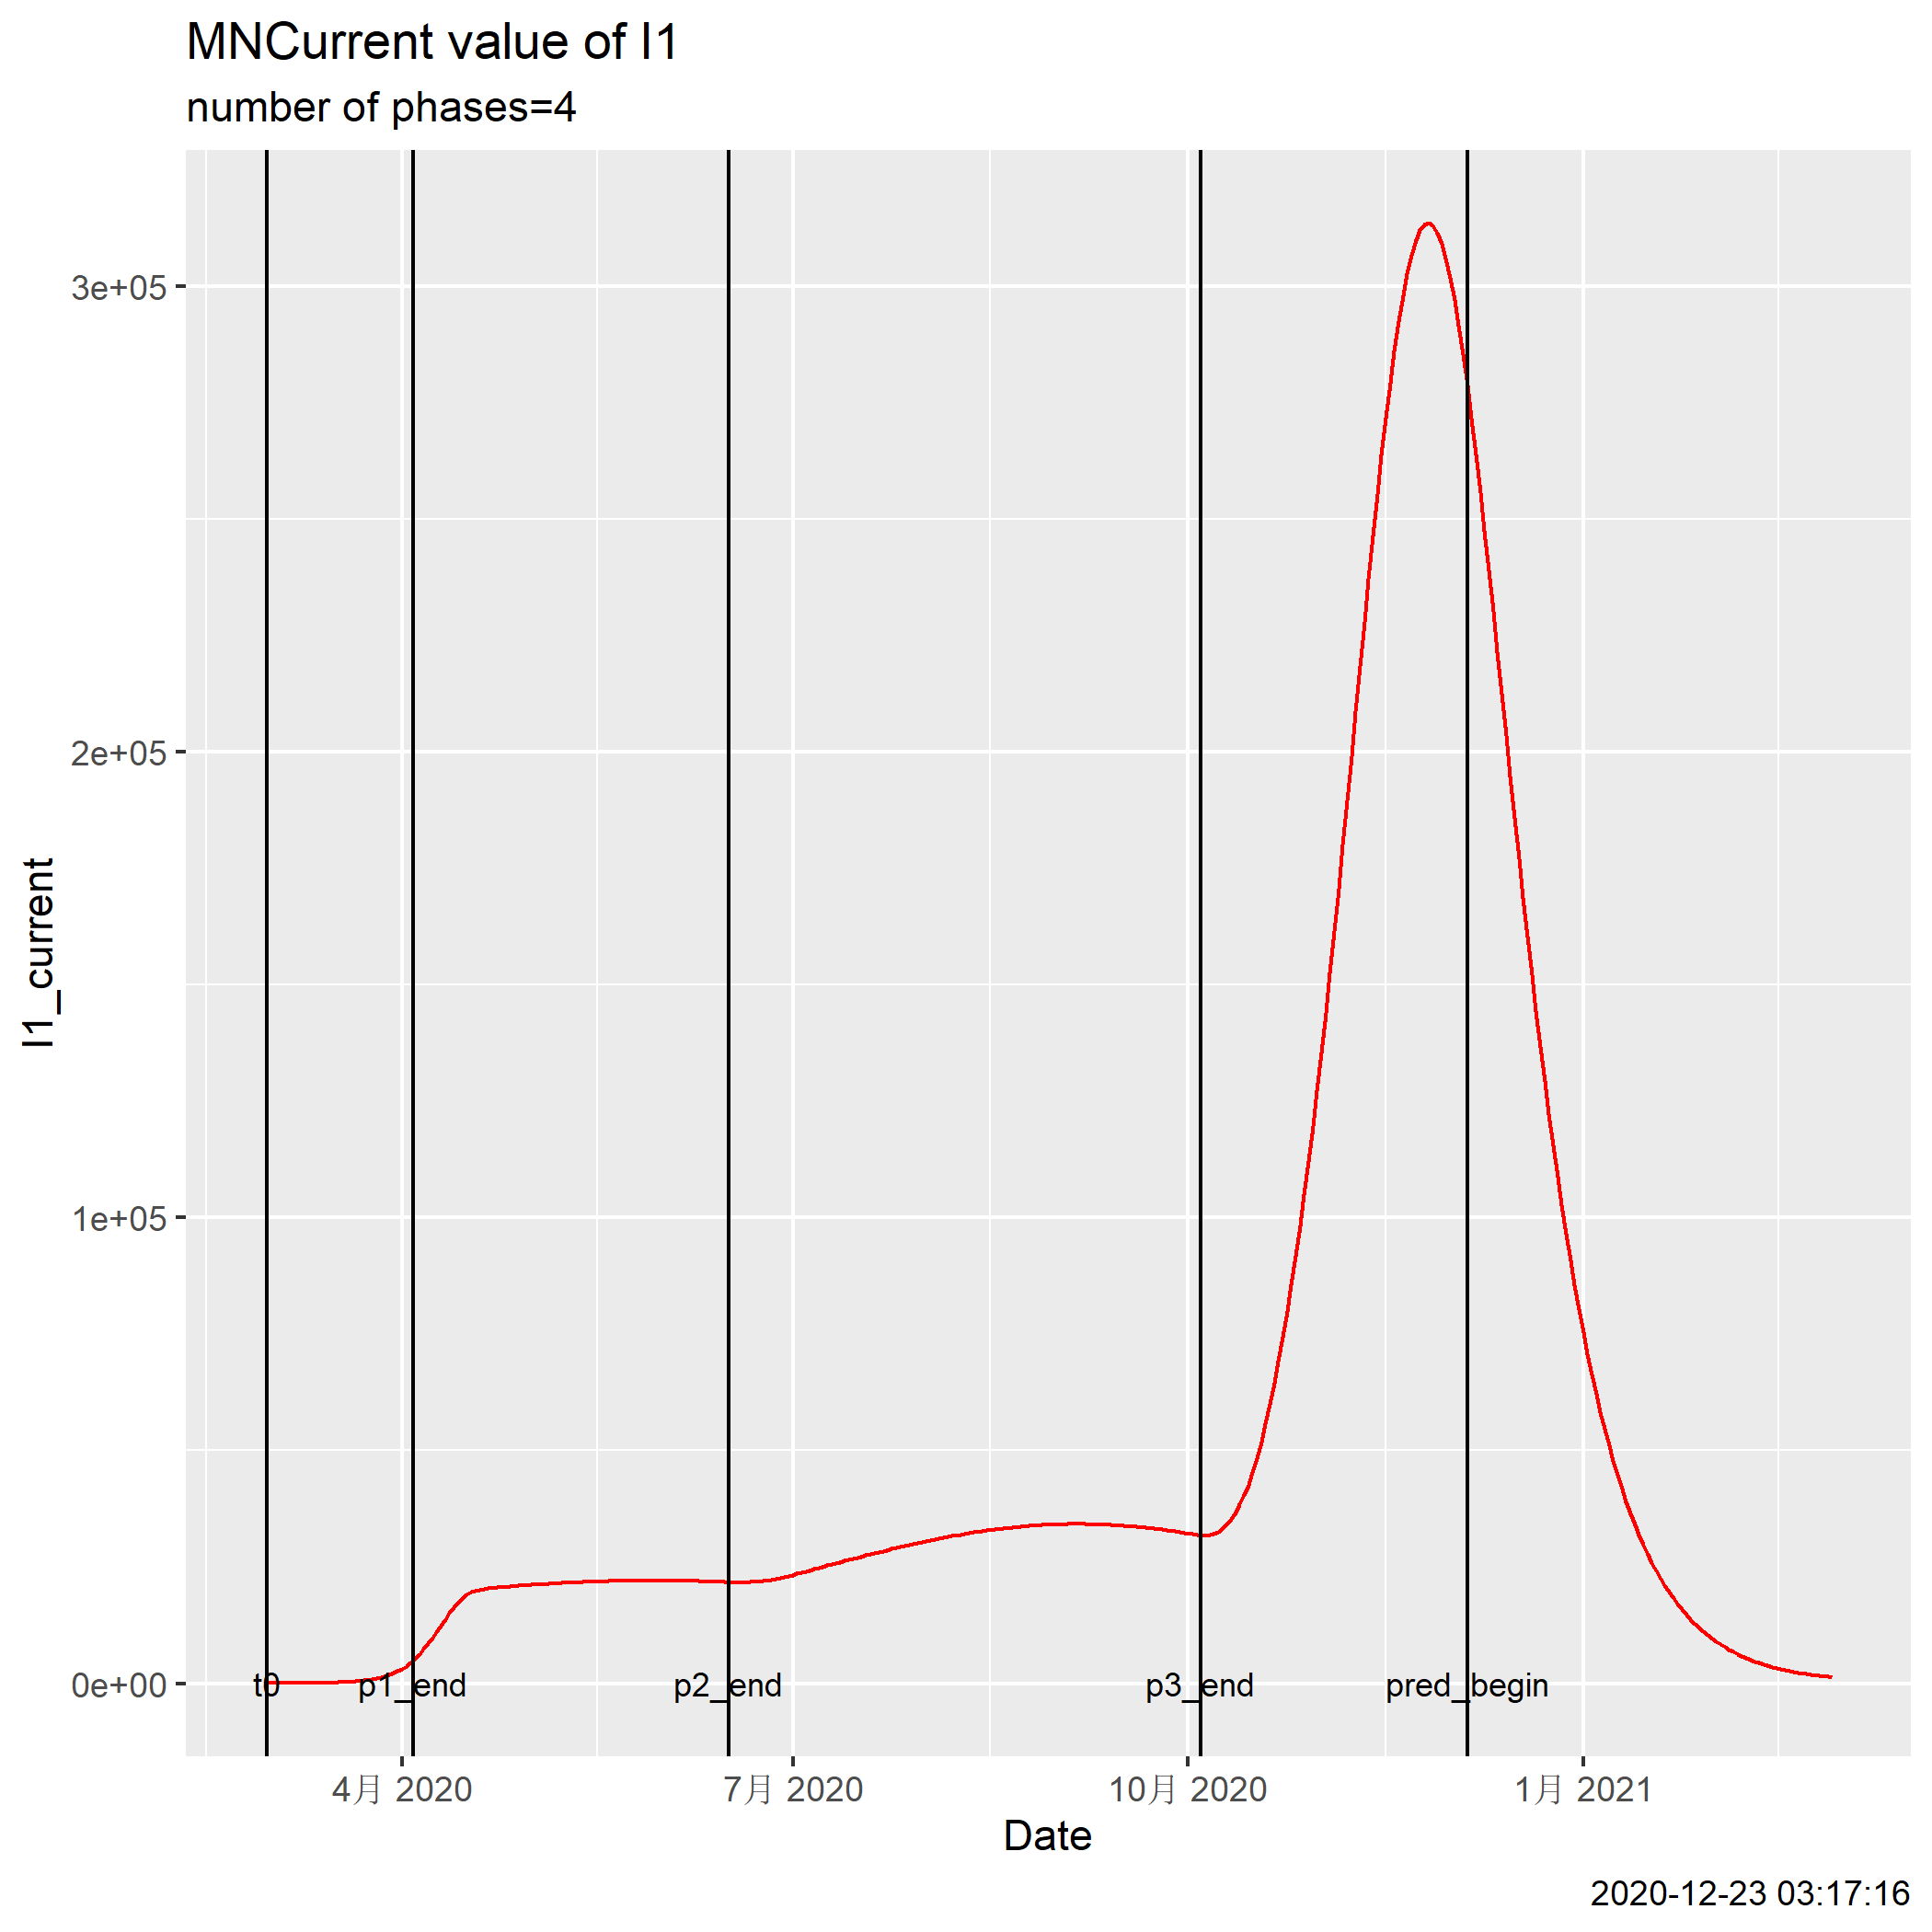 MNCurrent value of I1
number of phases=4
I1_current
3e+05
2e+05
1e+05
0e+00
t0
p1_end
p2_end
p3_end
pred_begin
4月 2020
7月 2020
10月 2020
1月 2021
Date
2020-12-23 03:17:16